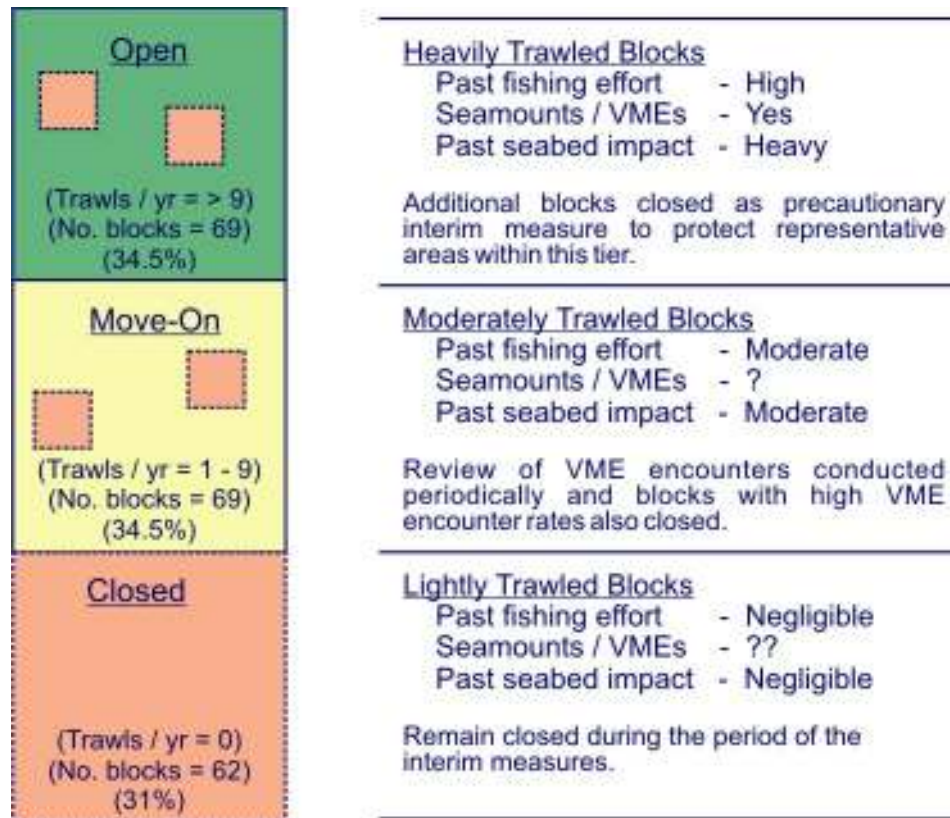 Open
(Trawls / yr = > 9)
(No. blocks = 69)
(34.5%)
Heavily Trawled Blocks
Past fishing effort - High
Seamounts / VMEs - Yes
Past seabed impact - Heavy
Additional blocks closed as precautionary
interim measure to protect representative
areas within this tier.
Move-On
(Trawls / yr = 1 - 9)
(No. blocks = 69)
(34.5%)
Moderately Trawled Blocks
Past fishing effort - Moderate
Seamounts / VMEs - ?
Past seabed impact - Moderate
Review of VME encounters conducted
periodically and blocks with high VME
encounter rates also closed.
Closed
(Trawls / yr = 0)
(No. blocks = 62)
(31%)
Lightly Trawled Blocks
Past fishing effort - Negligible
Seamounts / VMEs - ??
Past seabed impact - Negligible
Remain closed during the period of the
interim measures.